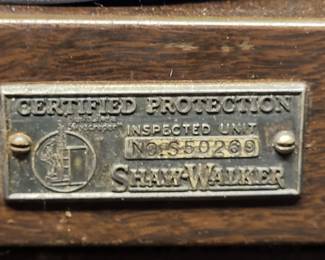 CERTIFIED PROTECTION
INSPECTED UNIT
NO. S50269
SHAW-WALKER